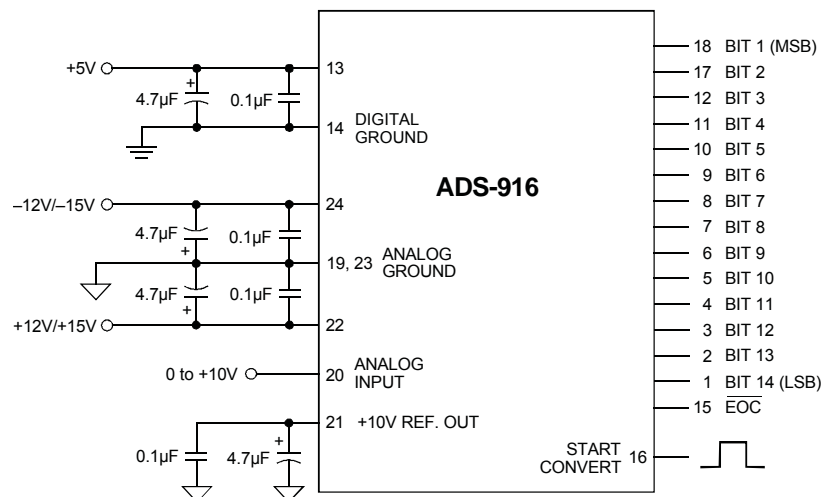 +5V
+
4.7µF
0.1µF
13
14 DIGITAL
GROUND
–12V/–15V
24
4.7µF
+
0.1µF
19, 23 ANALOG
GROUND
4.7µF
+
0.1µF
+12V/+15V
22
0 to +10V
20 ANALOG
INPUT
21 +10V REF. OUT
0.1µF
4.7µF
+
ADS-916
18 BIT 1 (MSB)
17 BIT 2
12 BIT 3
11 BIT 4
10 BIT 5
9 BIT 6
8 BIT 7
7 BIT 8
6 BIT 9
5 BIT 10
4 BIT 11
3 BIT 12
2 BIT 13
1 BIT 14 (LSB)
15 EOC
START
CONVERT 16